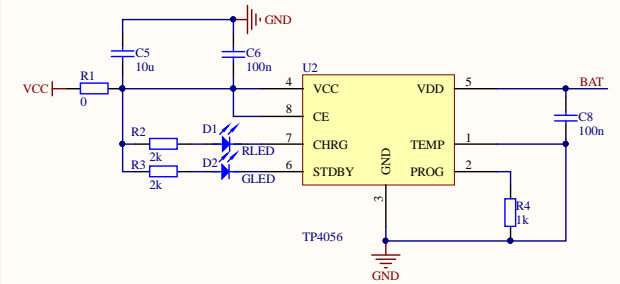 GND
C5
10u
C6
100n
U2
R1
VCC
0
4
VCC
VDD
5
BAT
8
CE
C8
100n
R2
D1
7
CHRG
TEMP
1
2k
RLED
R3
D2
6
STDBY
GND
PROG
2
2k
GLED
3
R4
1k
TP4056
GND